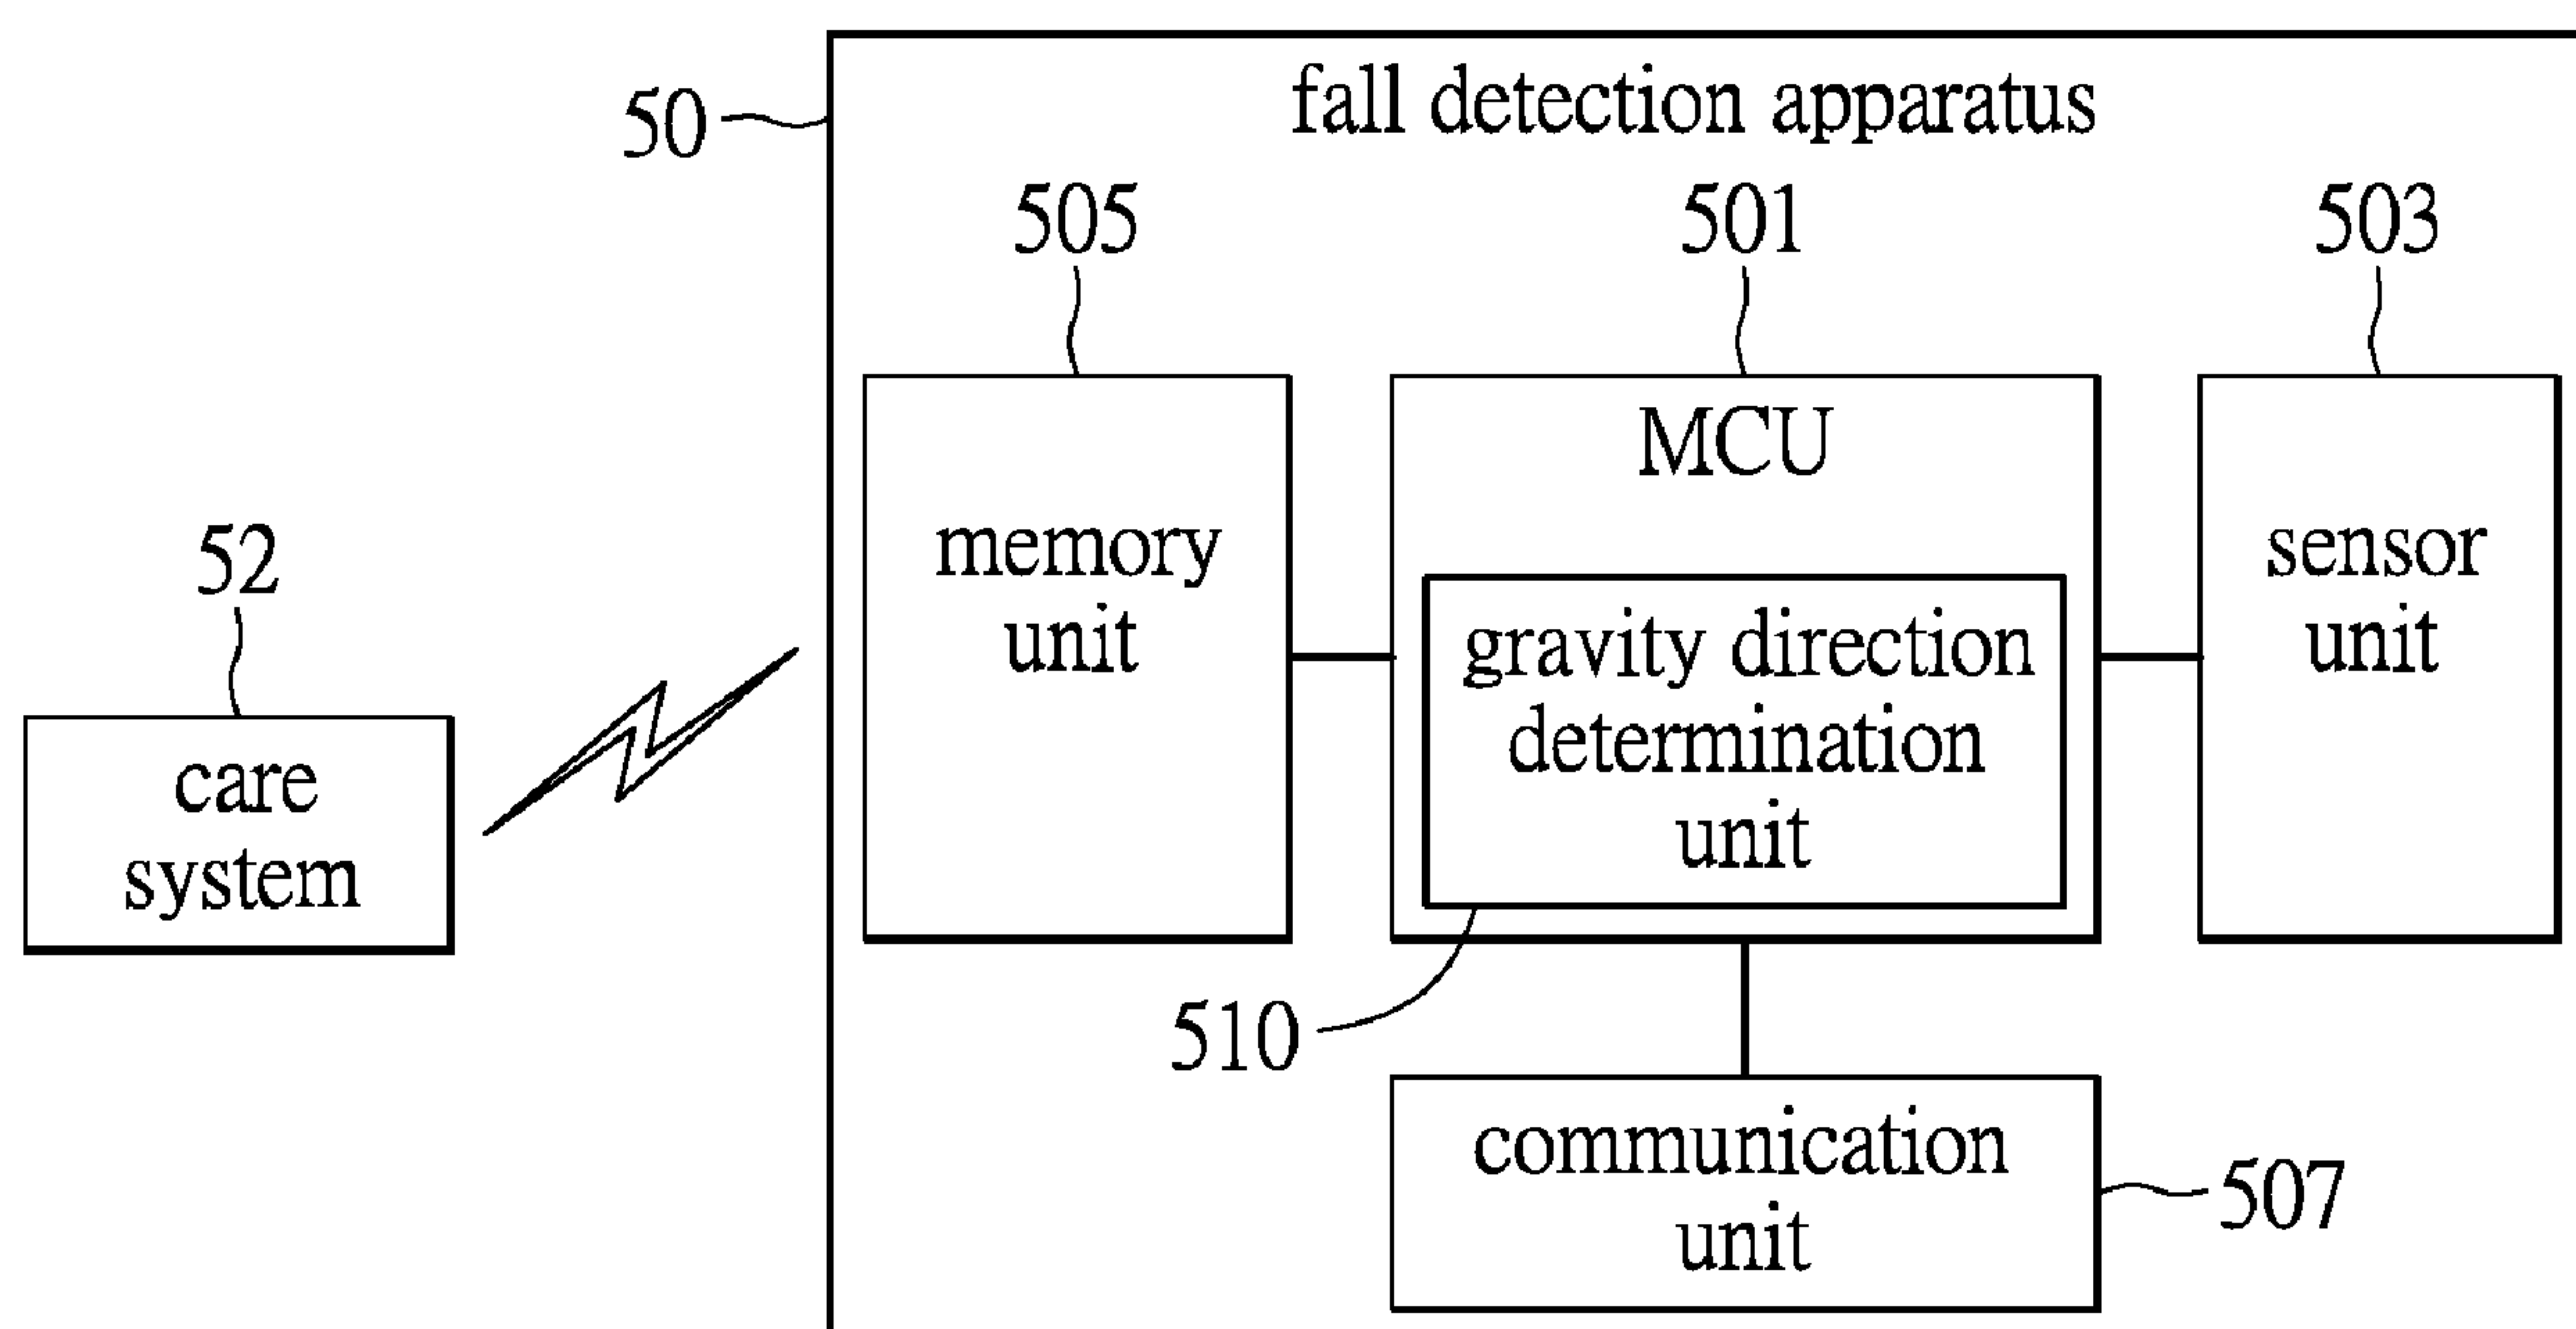 fall detection apparatus
50
505
501
503
MCU
memory
unit
sensor
unit
52
gravity direction
determination
unit
care
system
510
communication
unit
507